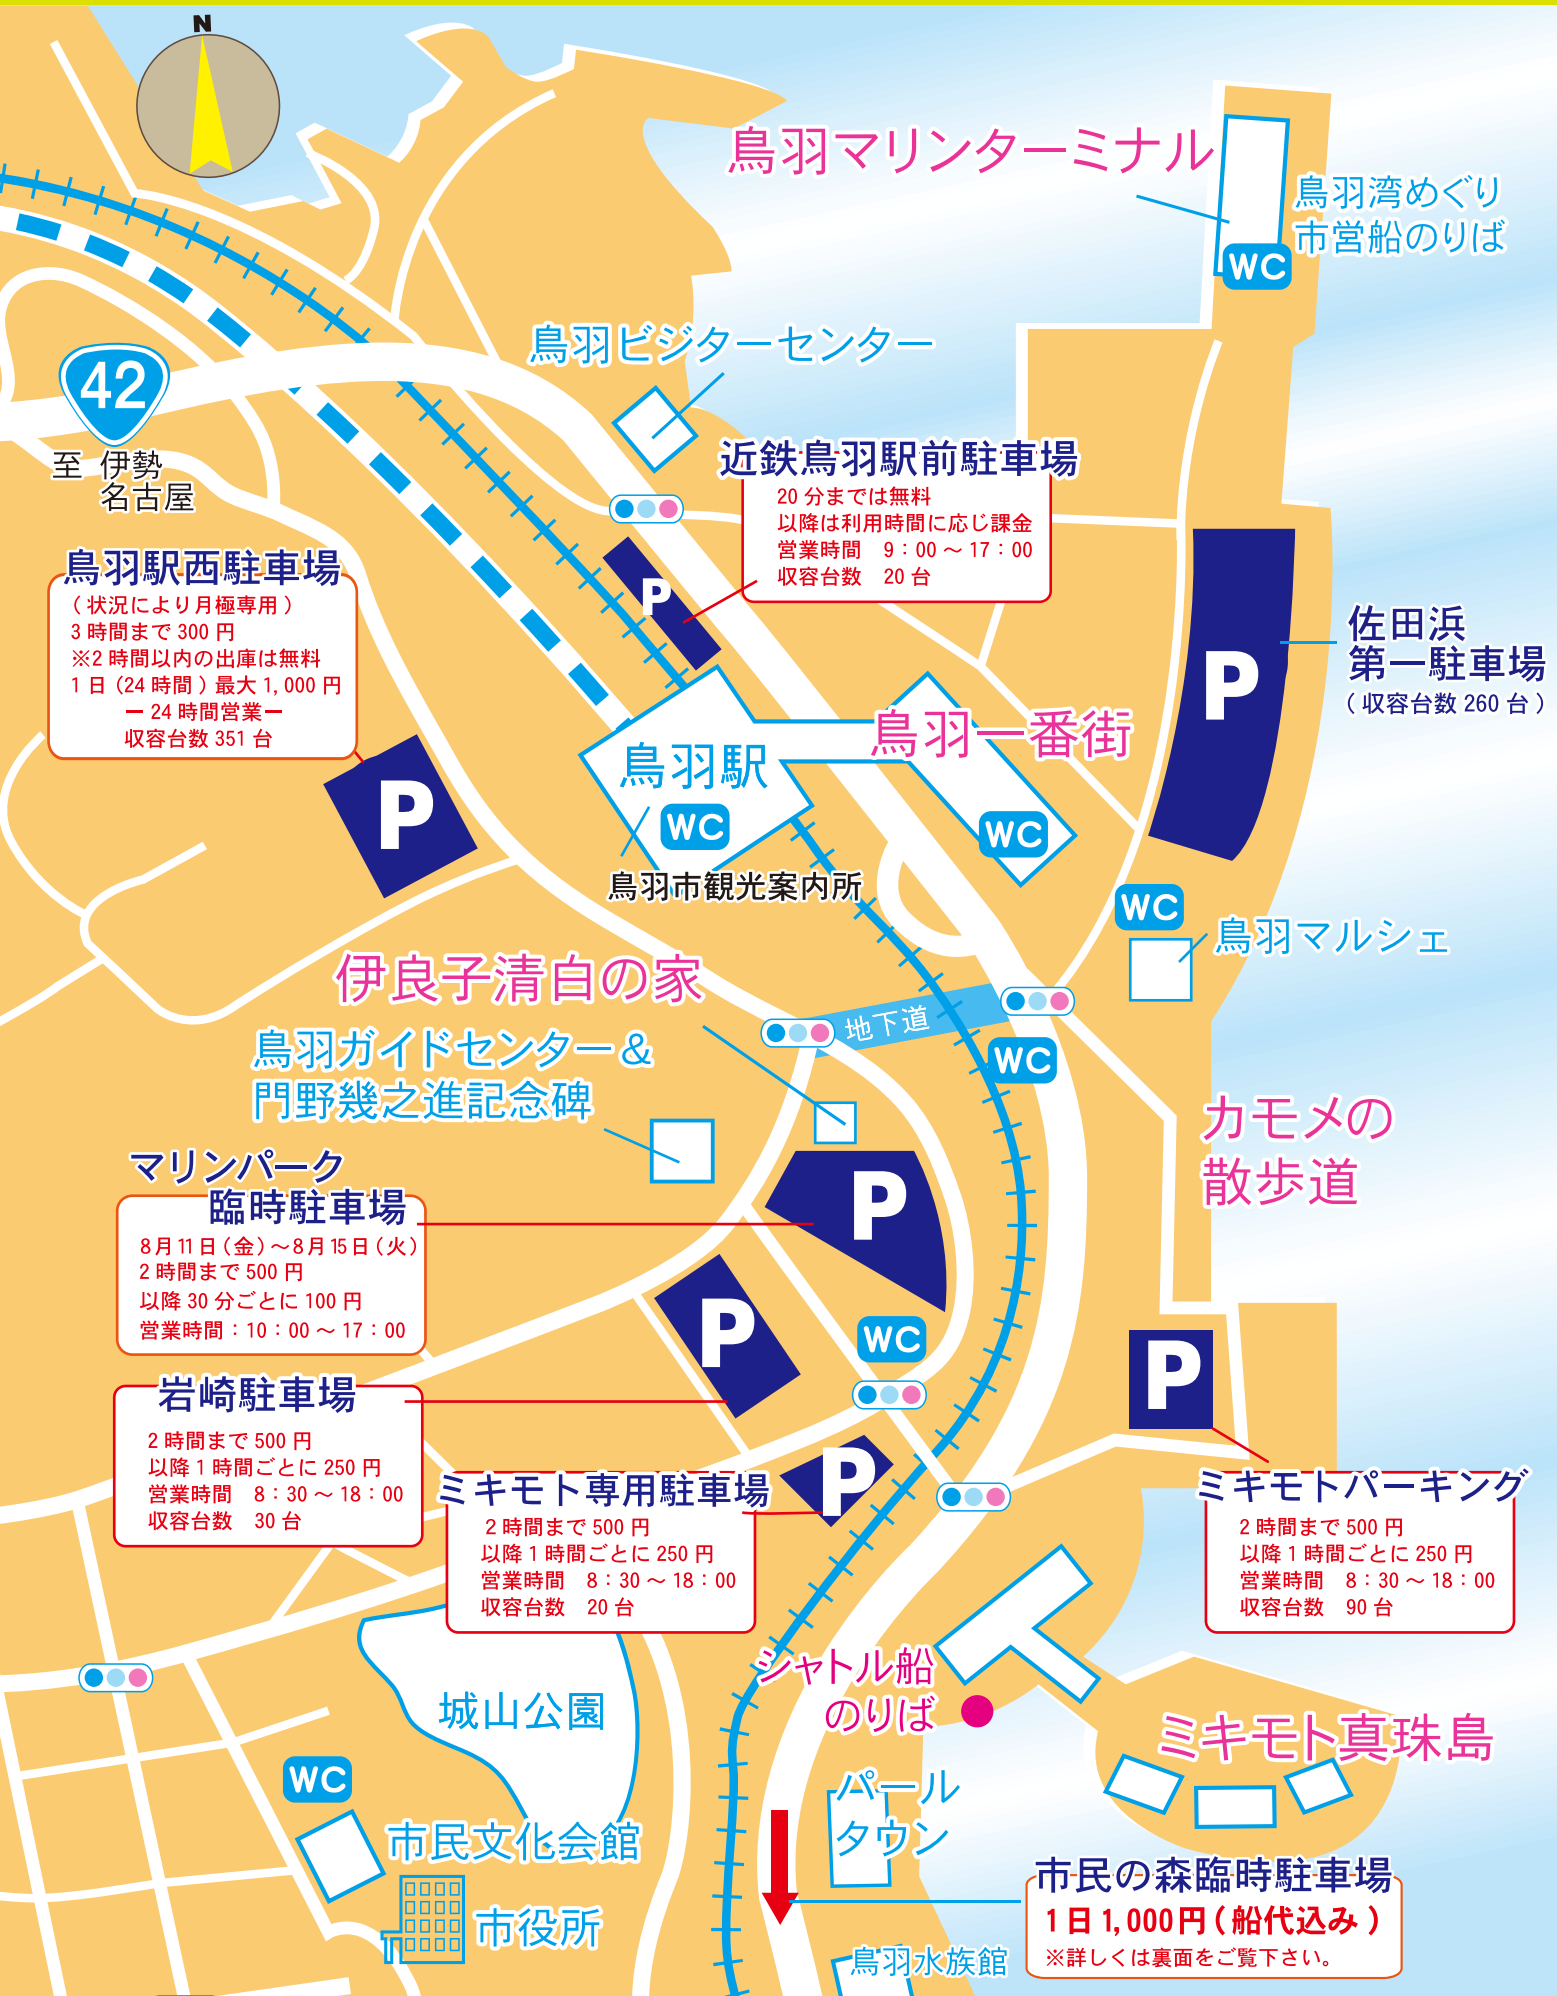 N
鳥羽マリンターミナル
鳥羽湾めぐり
市営船のりば
WC
鳥羽ビジターセンター
42
至 伊勢
名古屋
近鉄鳥羽駅前駐車場
20分までは無料
以降は利用時間に応じ課金
営業時間 9:00～17:00
収容台数 20台
P
鳥羽駅西駐車場
(状況により月極専用)
3時間まで300円
※2時間以内の出庫は無料
1日(24時間)最大1,000円
ー24時間営業ー
収容台数351台
P
佐田浜
第一駐車場
(収容台数260台)
P
鳥羽一番街
WC
鳥羽駅
WC
鳥羽市観光案内所
WC
鳥羽マルシェ
伊良子清白の家
地下道
WC
鳥羽ガイドセンター&
門野幾之進記念碑
カモメの
散歩道
マリンパーク
臨時駐車場
8月11日(金)～8月15日(火)
2時間まで500円
以降30分ごとに100円
営業時間:10:00～17:00
P
P
WC
P
岩崎駐車場
2時間まで500円
以降1時間ごとに250円
営業時間 8:30～18:00
収容台数 30台
P
ミキモト専用駐車場
2時間まで500円
以降1時間ごとに250円
営業時間 8:30～18:00
収容台数 20台
ミキモトパーキング
2時間まで500円
以降1時間ごとに250円
営業時間 8:30～18:00
収容台数 90台
シャトル船
のりば
城山公園
ミキモト真珠島
WC
パール
タウン
市民文化会館
市役所
市民の森臨時駐車場
1日1,000円(船代込み)
※詳しくは裏面をご覧下さい。
鳥羽水族館